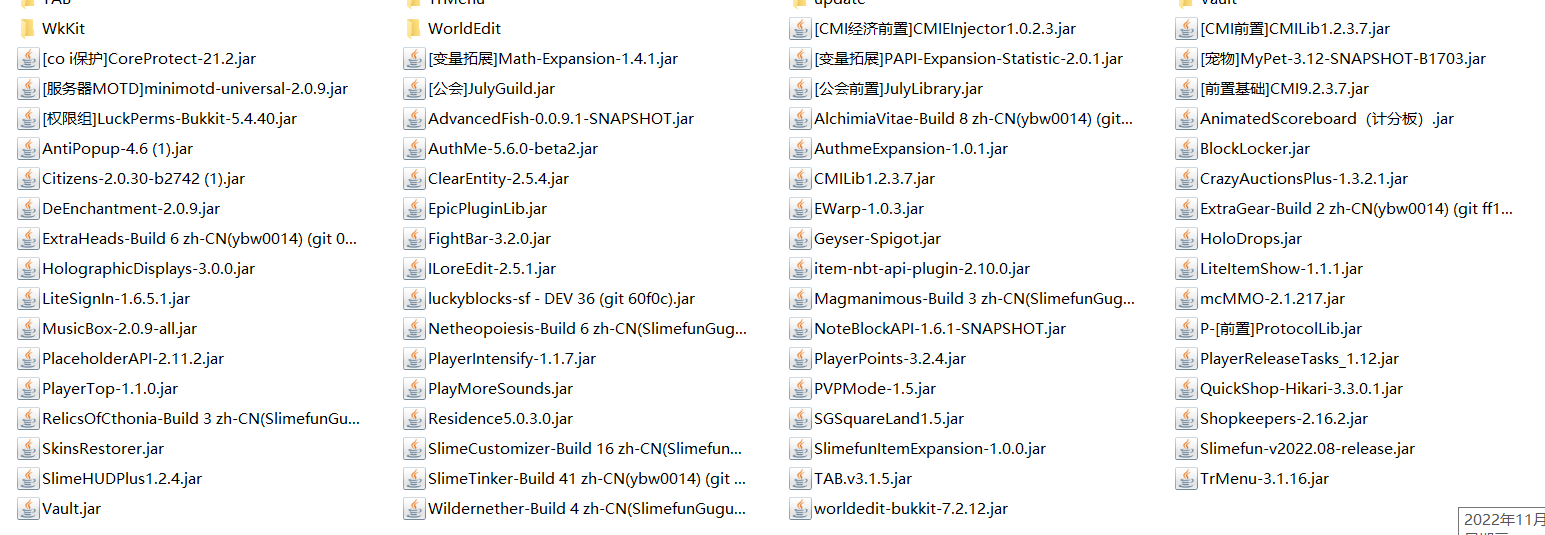 TAB TrMenu update Vault
WkKit WorldEdit [CMI经济前置]CMIEInjector1.0.2.3.jar [CMI前置]CMILib1.2.3.7.jar
[co i保护]CoreProtect-21.2.jar [变量拓展]Math-Expansion-1.4.1.jar [变量拓展]PAPI-Expansion-Statistic-2.0.1.jar [宠物]MyPet-3.12-SNAPSHOT-B1703.jar
[服务器MOTD]minimotd-universal-2.0.9.jar [公会]JulyGuild.jar [公会前置]JulyLibrary.jar [前置基础]CMI9.2.3.7.jar
[权限组]LuckPerms-Bukkit-5.4.40.jar AdvancedFish-0.0.9.1-SNAPSHOT.jar AlchimiaVitae-Build 8 zh-CN(ybw0014) (git... AnimatedScoreboard（计分板）.jar
AntiPopup-4.6 (1).jar AuthMe-5.6.0-beta2.jar AuthmeExpansion-1.0.1.jar BlockLocker.jar
Citizens-2.0.30-b2742 (1).jar ClearEntity-2.5.4.jar CMILib1.2.3.7.jar CrazyAuctionsPlus-1.3.2.1.jar
DeEnchantment-2.0.9.jar EpicPluginLib.jar EWarp-1.0.3.jar ExtraGear-Build 2 zh-CN(ybw0014) (git ff1...
ExtraHeads-Build 6 zh-CN(ybw0014) (git 0... FightBar-3.2.0.jar Geyser-Spigot.jar HoloDrops.jar
HolographicDisplays-3.0.0.jar ILoreEdit-2.5.1.jar item-nbt-api-plugin-2.10.0.jar LiteItemShow-1.1.1.jar
LiteSignIn-1.6.5.1.jar luckyblocks-sf - DEV 36 (git 60f0c).jar Magmanimous-Build 3 zh-CN(SlimefunGug... mcMMO-2.1.217.jar
MusicBox-2.0.9-all.jar Netheopoiesis-Build 6 zh-CN(SlimefunGug... NoteBlockAPI-1.6.1-SNAPSHOT.jar P-[前置]ProtocolLib.jar
PlaceholderAPI-2.11.2.jar PlayerIntensify-1.1.7.jar PlayerPoints-3.2.4.jar PlayerReleaseTasks_1.12.jar
PlayerTop-1.1.0.jar PlayMoreSounds.jar PVPMode-1.5.jar QuickShop-Hikari-3.3.0.1.jar
RelicsOfCthonia-Build 3 zh-CN(SlimefunGu... Residence5.0.3.0.jar SGSquareLand1.5.jar Shopkeepers-2.16.2.jar
SkinsRestorer.jar SlimeCustomizer-Build 16 zh-CN(Slimefun... SlimefunItemExpansion-1.0.0.jar Slimefun-v2022.08-release.jar
SlimeHUDPlus1.2.4.jar SlimeTinker-Build 41 zh-CN(ybw0014) (git ... TAB.v3.1.5.jar TrMenu-3.1.16.jar
Vault.jar Wildernether-Build 4 zh-CN(SlimefunGugu... worldedit-bukkit-7.2.12.jar
2022年11月